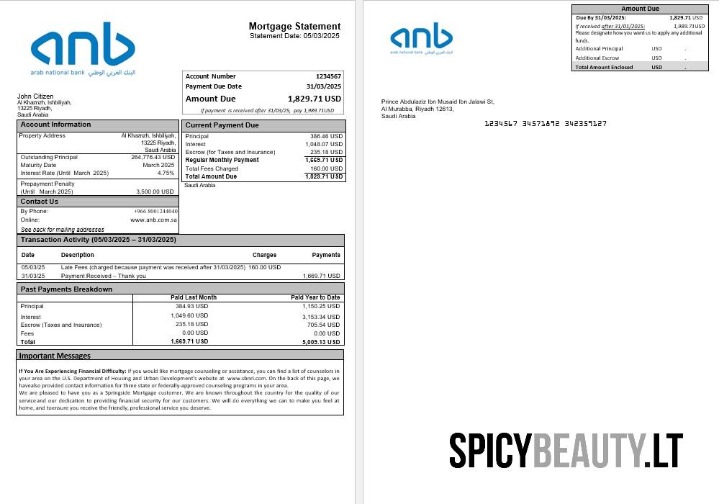 anb
arab national bank البنك العربي الوطني
Mortgage Statement
Statement Date: 05/03/2025
Account Number 1234567
Payment Due Date 31/03/2025
Amount Due 1,829.71 USD
If payment is received after 31/03/25, pay 1,989.71USD
John Citizen
Al Khazrah, Ishbiliyah,
13225 Riyadh,
Saudi Arabia
Account Information
Property Address Al Khazrah, Ishbiliyah,
13225 Riyadh,
Saudi Arabia
Outstanding Principal 264,776.43 USD
Maturity Date March 2025
Interest Rate (Until March 2025) 4.75%
Prepayment Penalty
(Until March 2025) 3,500.00 USD
Contact Us
By Phone:
Online: www.anb.com.sa
See back for mailing addresses
Current Payment Due
Principal 386.46 USD
Interest 1,048.07 USD
Escrow (for Taxes and Insurance) 235.18 USD
Regular Monthly Payment 1,669.71 USD
Total Fees Charged 160.00 USD
Total Amount Due 1,829.71 USD
Saudi Arabia
Transaction Activity (05/03/2025 – 31/03/2025)
Date Description Charges Payments
05/03/25 Late Fees (charged because payment was received after 31/03/2025) 160.00 USD
31/03/25 Payment Received – Thank you 1,669.71 USD
Past Payments Breakdown
Paid Last Month Paid Year to Date
Principal 384.93 USD 1,150.25 USD
Interest 1,049.60 USD 3,153.34 USD
Escrow (Taxes and Insurance) 235.18 USD 705.54 USD
Fees 0.00 USD 0.00 USD
Total 1,669.71 USD 5,009.13 USD
Important Messages
If You Are Experiencing Financial Difficulty: If you would like mortgage counseling or assistance, you can find a list of counselors in
your area on the U.S. Department of Housing and Urban Development's website at On the back of this page, we
havealso provided contact information for three state or federally-approved counseling programs in your area.
We are pleased to have you as a Springside Mortgage customer. We are known throughout the country for the quality of our
service and our dedication to providing financial security for our customers. We will do everything we can to make you feel at
home, and to ensure you receive the friendly, professional service you deserve.
anb
arab national bank البنك العربي الوطني
Amount Due
Due By 31/03/2025: 1,829.71 USD
If received after 31/03/2025: 1,989.71USD
Please designate how you want us to apply any additional
funds.
Additional Principal USD .
Additional Escrow USD .
Total Amount Enclosed USD .
Prince Abdulaziz Ibn Musaid Ibn Jalawi St,
Al Murabba, Riyadh 12613,
Saudi Arabia
1234567 34571892 342359127
SPICYBEAUTY.LT